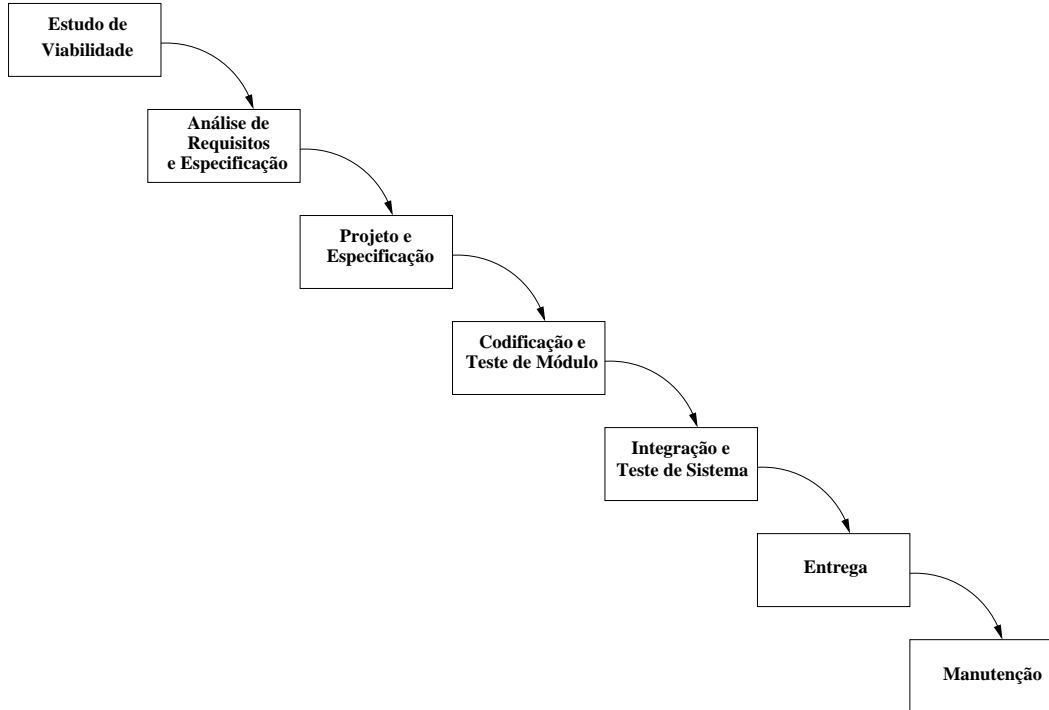 Estudo de
Viabilidade
Análise de
Requisitos
e Especificação
Projeto e
Especificação
Codificação e
Teste de Módulo
Integração e
Teste de Sistema
Entrega
Manutenção